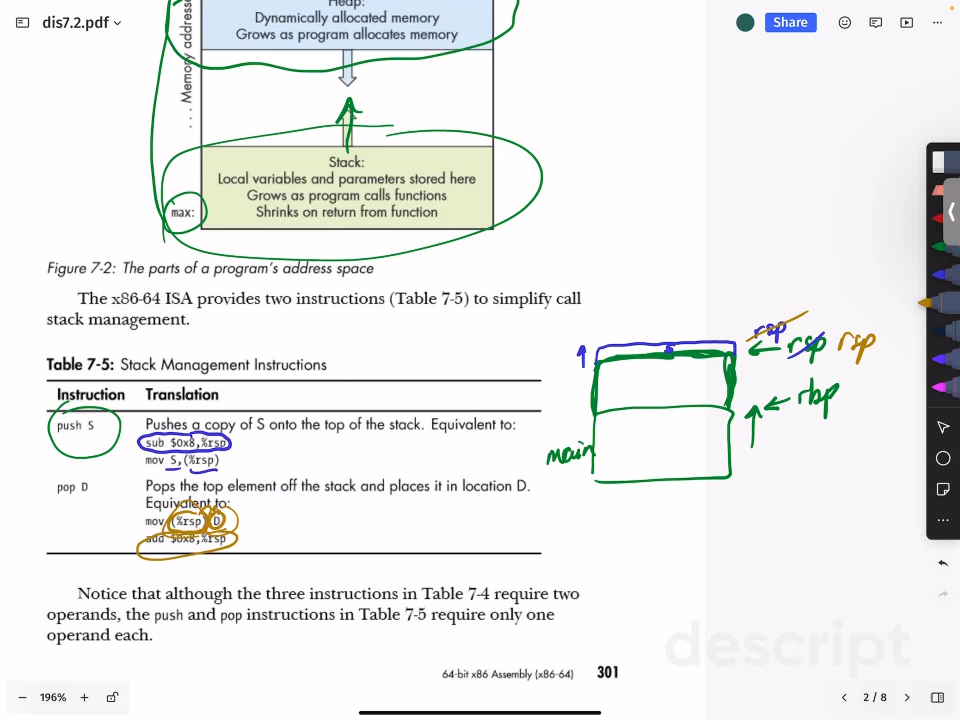 dis7.2.pdf
Share
Heap:
Dynamically allocated memory
Grows as program allocates memory
. . . Memory addresse
Stack:
Local variables and parameters stored here
Grows as program calls functions
Shrinks on return from function
max:
Figure 7-2: The parts of a program's address space
The x86-64 ISA provides two instructions (Table 7-5) to simplify call
stack management.
Table 7-5: Stack Management Instructions
Instruction Translation
push S Pushes a copy of S onto the top of the stack. Equivalent to:
sub $0x8,%rsp
mov S,(%rsp)
pop D Pops the top element off the stack and places it in location D.
Equivalent to:
mov (%rsp),D
add $0x8,%rsp
rsp
rsp rsp
rbp
main
Notice that although the three instructions in Table 7-4 require two
operands, the push and pop instructions in Table 7-5 require only one
operand each.
descript
64-bit x86 Assembly (x86-64) 301
196%
2 / 8